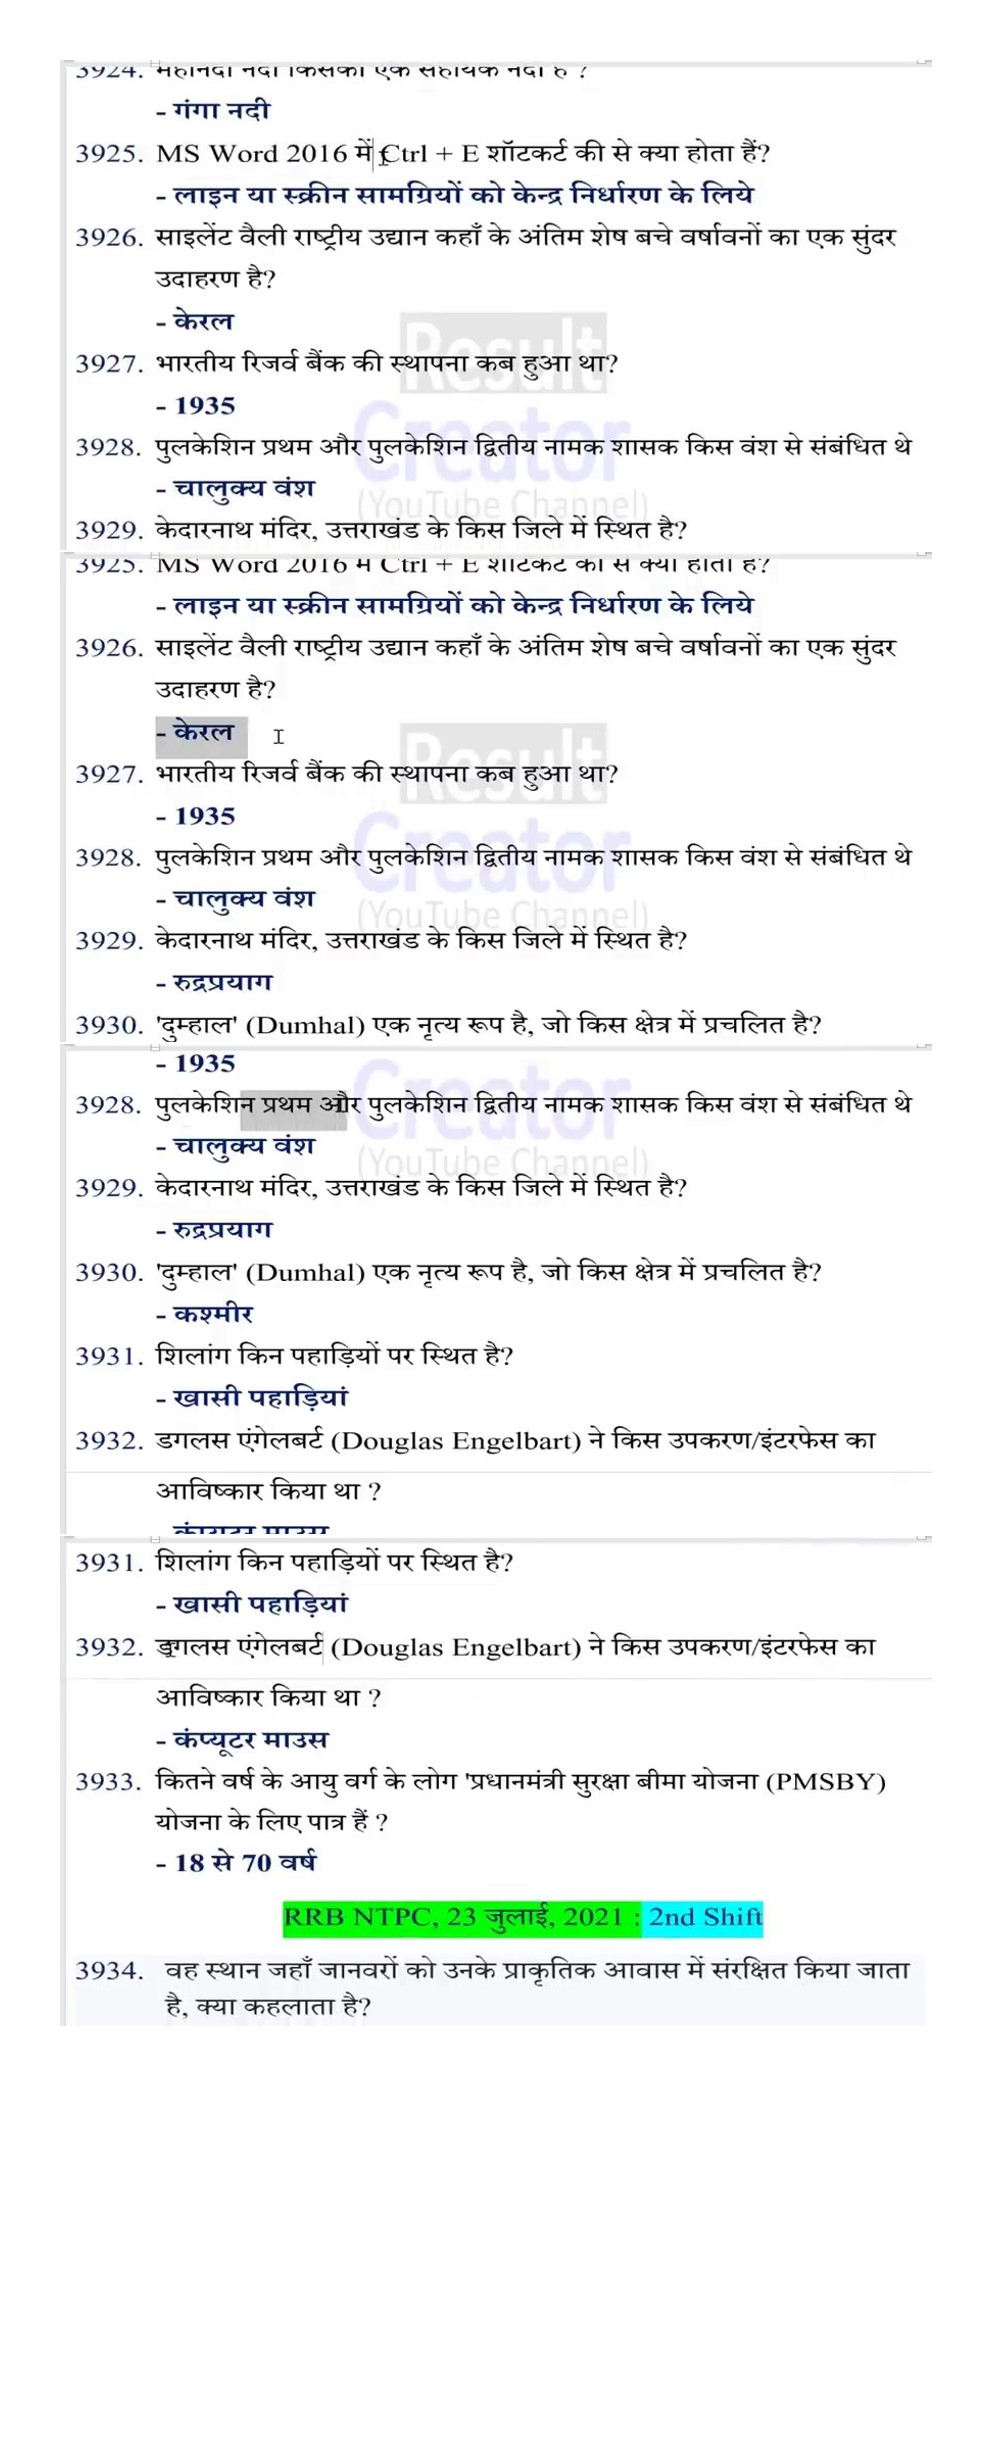 3924. महानदी नदी किसकी एक सहायक नदी है ?
- गंगा नदी
3925. MS Word 2016 में Ctrl + E शॉटकर्ट की से क्या होता हैं?
- लाइन या स्क्रीन सामग्रियों को केन्द्र निर्धारण के लिये
3926. साइलेंट वैली राष्ट्रीय उद्यान कहाँ के अंतिम शेष बचे वर्षावनों का एक सुंदर
उदाहरण है?
- केरल
3927. भारतीय रिजर्व बैंक की स्थापना कब हुआ था?
- 1935
3928. पुलकेशिन प्रथम और पुलकेशिन द्वितीय नामक शासक किस वंश से संबंधित थे
- चालुक्य वंश
3929. केदारनाथ मंदिर, उत्तराखंड के किस जिले में स्थित है?
Result
Creator
(YouTube Channel)
3925. MS Word 2016 में Ctrl + E शॉटकर्ट की से क्या होता हैं?
- लाइन या स्क्रीन सामग्रियों को केन्द्र निर्धारण के लिये
3926. साइलेंट वैली राष्ट्रीय उद्यान कहाँ के अंतिम शेष बचे वर्षावनों का एक सुंदर
उदाहरण है?
- केरल
3927. भारतीय रिजर्व बैंक की स्थापना कब हुआ था?
- 1935
3928. पुलकेशिन प्रथम और पुलकेशिन द्वितीय नामक शासक किस वंश से संबंधित थे
- चालुक्य वंश
3929. केदारनाथ मंदिर, उत्तराखंड के किस जिले में स्थित है?
- रुद्रप्रयाग
3930. 'दुम्हाल' (Dumhal) एक नृत्य रूप है, जो किस क्षेत्र में प्रचलित है?
Result
Creator
(YouTube Channel)
- 1935
3928. पुलकेशिन प्रथम और पुलकेशिन द्वितीय नामक शासक किस वंश से संबंधित थे
- चालुक्य वंश
3929. केदारनाथ मंदिर, उत्तराखंड के किस जिले में स्थित है?
- रुद्रप्रयाग
3930. 'दुम्हाल' (Dumhal) एक नृत्य रूप है, जो किस क्षेत्र में प्रचलित है?
- कश्मीर
3931. शिलांग किन पहाड़ियों पर स्थित है?
- खासी पहाड़ियां
3932. डगलस एंगेलबर्ट (Douglas Engelbart) ने किस उपकरण/इंटरफेस का
आविष्कार किया था ?
कंप्यूटर माउस
Creator
(YouTube Channel)
3931. शिलांग किन पहाड़ियों पर स्थित है?
- खासी पहाड़ियां
3932. डगलस एंगेलबर्ट (Douglas Engelbart) ने किस उपकरण/इंटरफेस का
आविष्कार किया था ?
- कंप्यूटर माउस
3933. कितने वर्ष के आयु वर्ग के लोग 'प्रधानमंत्री सुरक्षा बीमा योजना (PMSBY)
योजना के लिए पात्र हैं ?
- 18 से 70 वर्ष
RRB NTPC, 23 जुलाई, 2021 : 2nd Shift
3934. वह स्थान जहाँ जानवरों को उनके प्राकृतिक आवास में संरक्षित किया जाता
है, क्या कहलाता है?